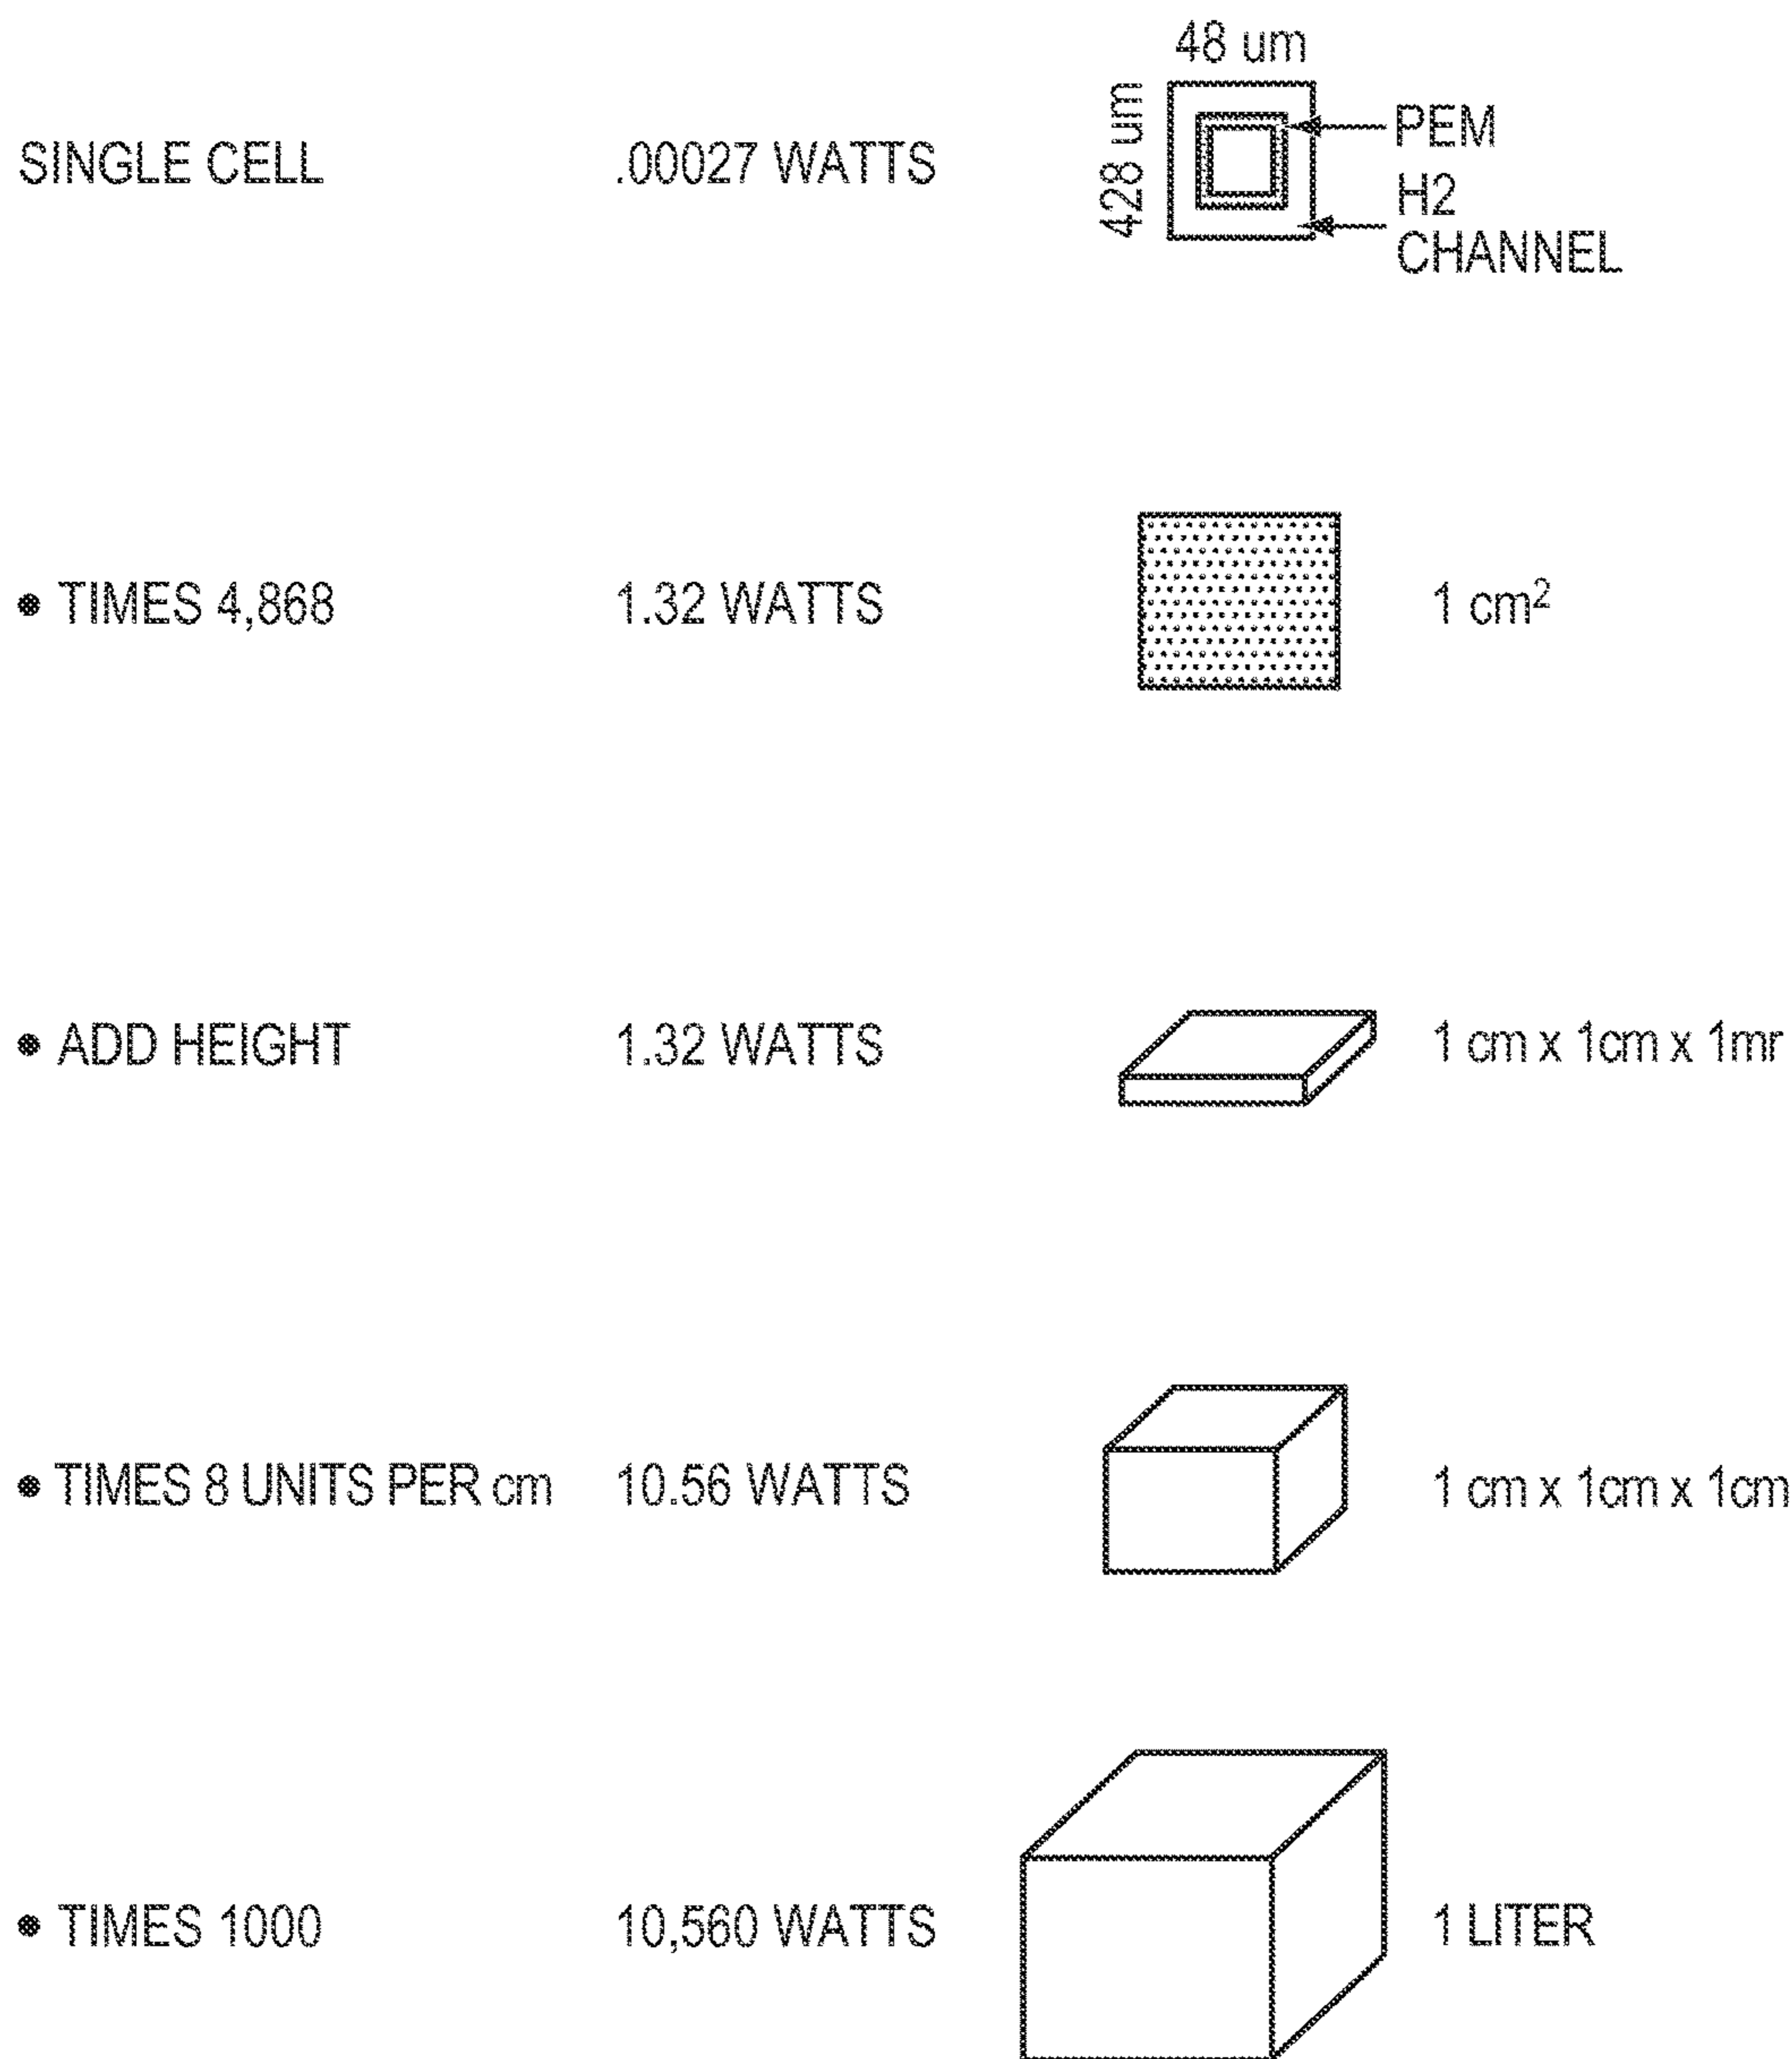 48 um
428 um
SINGLE CELL .00027 WATTS PEM
H2
CHANNEL
• TIMES 4,868 1.32 WATTS 1 cm²
• ADD HEIGHT 1.32 WATTS 1 cm x 1cm x 1mr
• TIMES 8 UNITS PER cm 10.56 WATTS 1 cm x 1cm x 1cm
• TIMES 1000 10,560 WATTS 1 LITER